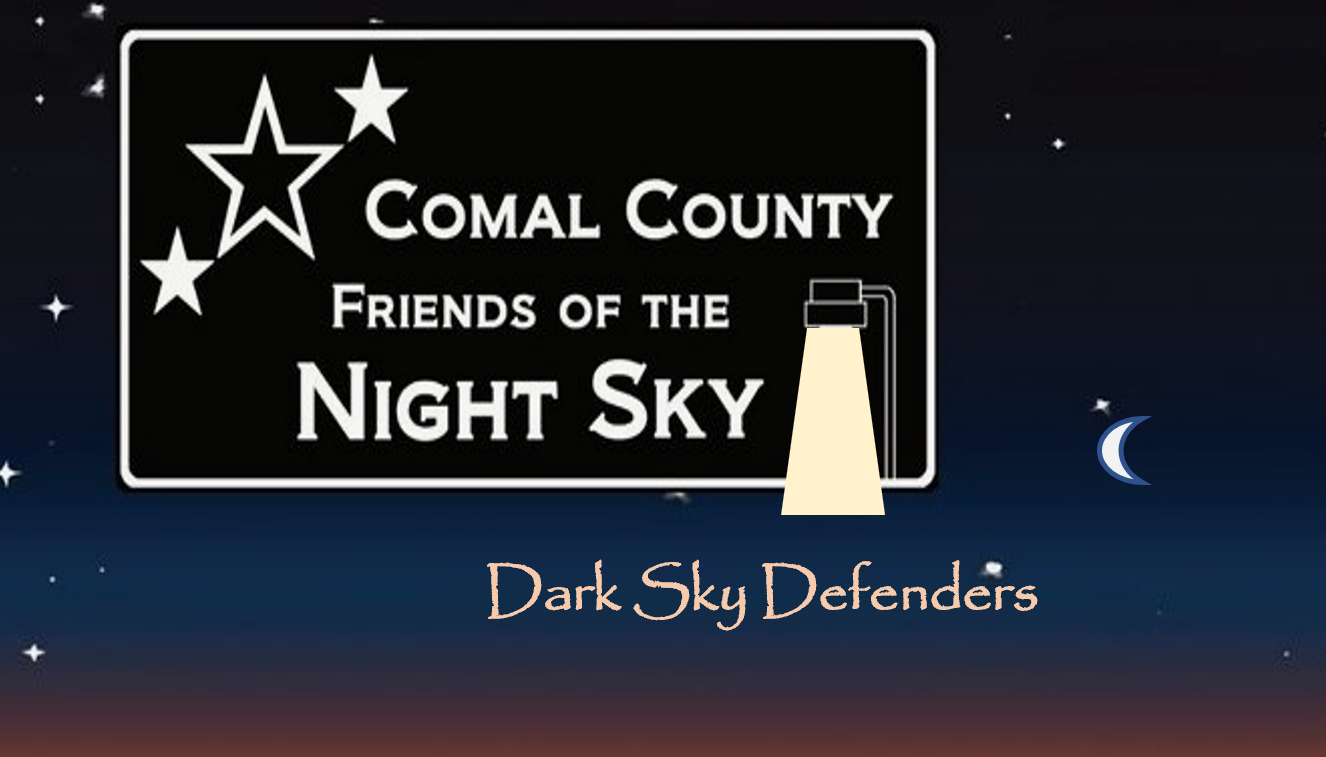 Comal County
Friends of the
Night Sky
Dark Sky Defenders